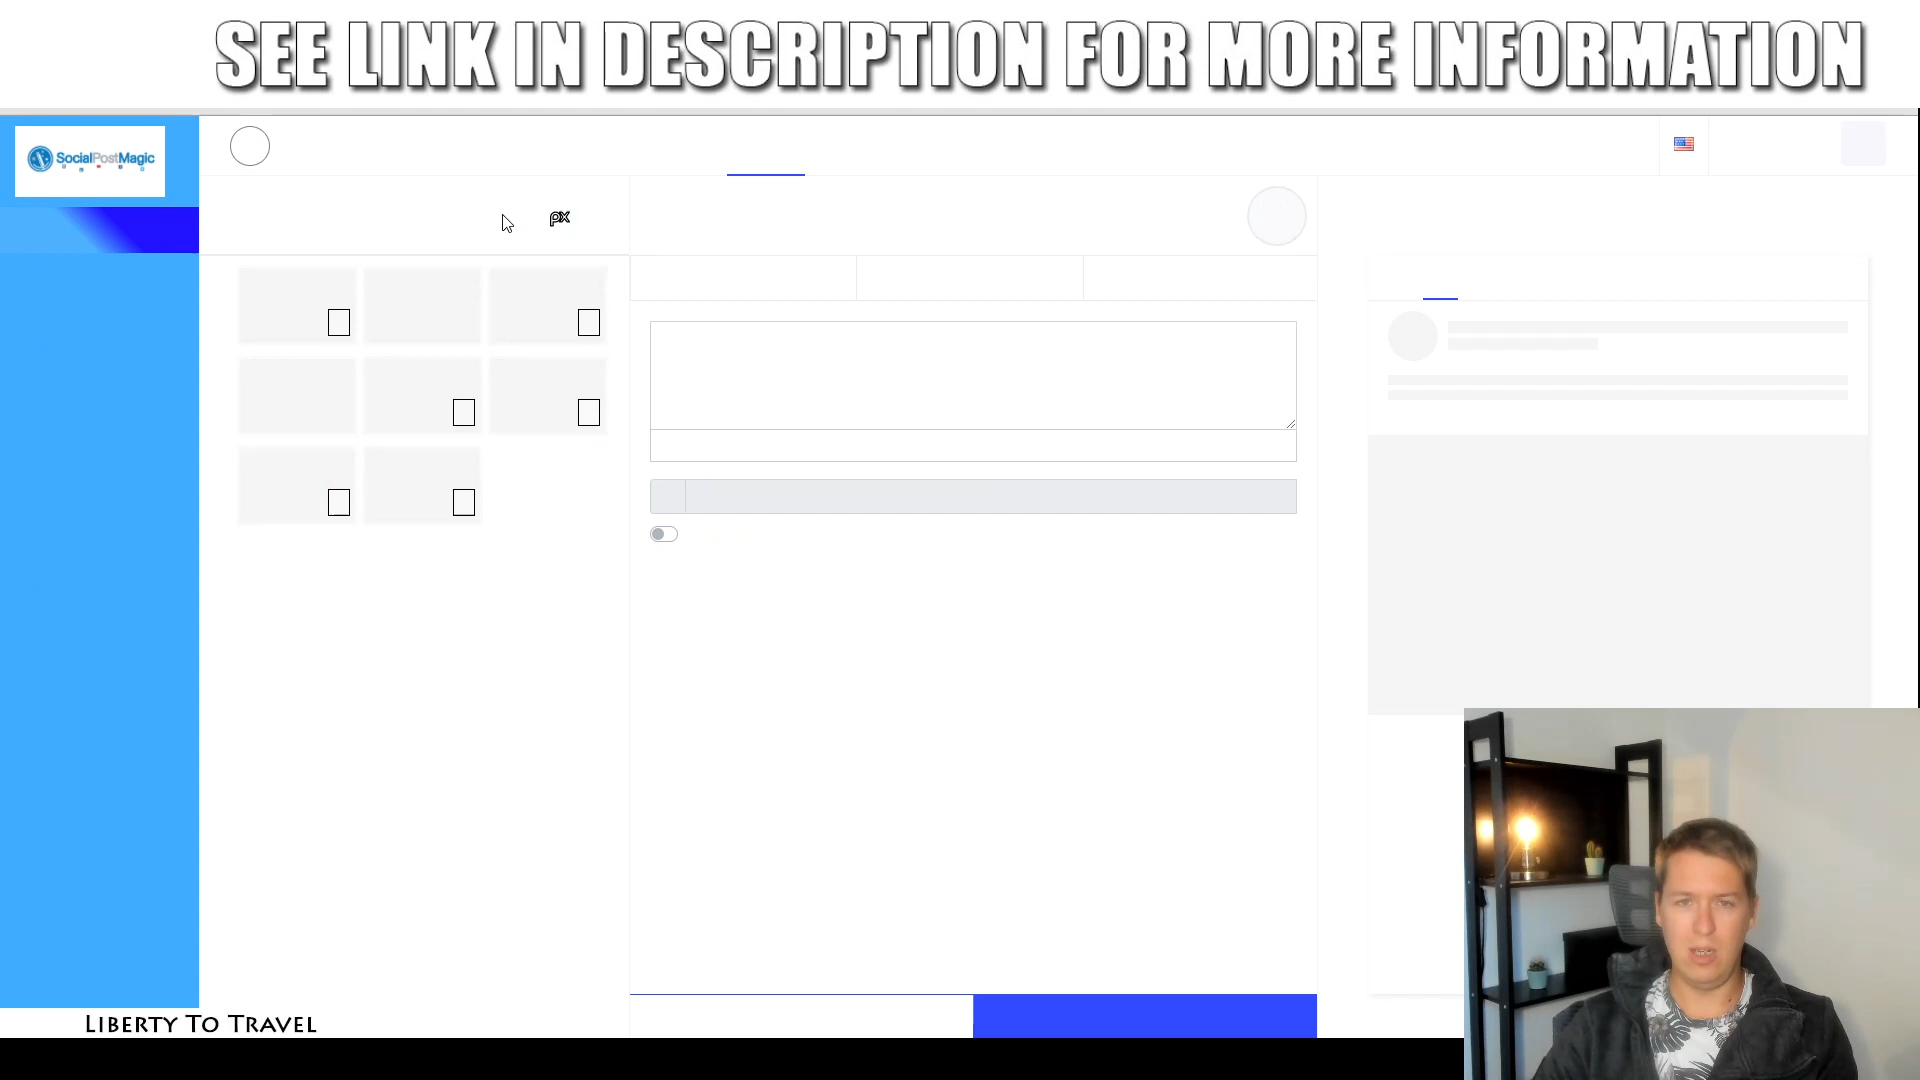 SEE LINK IN DESCRIPTION FOR MORE INFORMATION
SocialPostMagic
px
LIBERTY TO TRAVEL